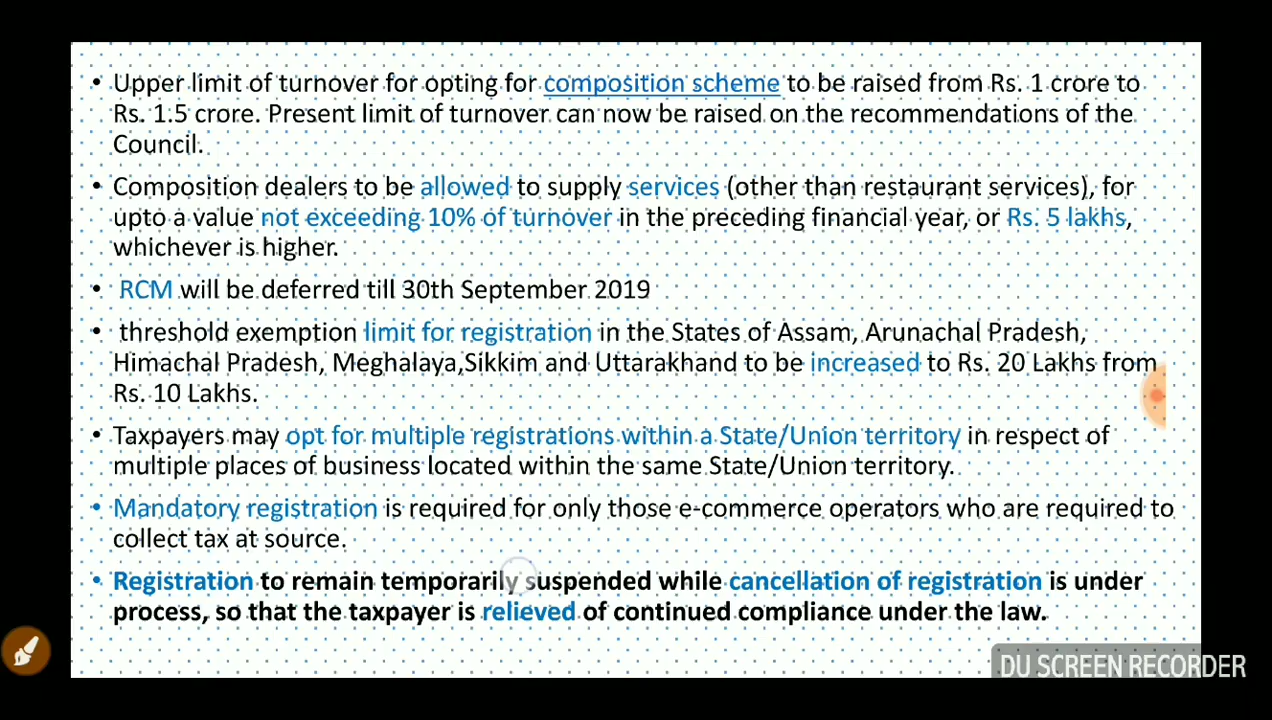 • Upper limit of turnover for opting for composition scheme to be raised from Rs. 1 crore to
Rs. 1.5 crore. Present limit of turnover can now be raised on the recommendations of the
Council.
• Composition dealers to be allowed to supply services (other than restaurant services), for
upto a value not exceeding 10% of turnover in the preceding financial year, or Rs. 5 lakhs,
whichever is higher.
• RCM will be deferred till 30th September 2019
• threshold exemption limit for registration in the States of Assam, Arunachal Pradesh,
Himachal Pradesh, Meghalaya,Sikkim and Uttarakhand to be increased to Rs. 20 Lakhs from
Rs. 10 Lakhs.
• Taxpayers may opt for multiple registrations within a State/Union territory in respect of
multiple places of business located within the same State/Union territory.
• Mandatory registration is required for only those e-commerce operators who are required to
collect tax at source.
• Registration to remain temporarily suspended while cancellation of registration is under
process, so that the taxpayer is relieved of continued compliance under the law.
DU SCREEN RECORDER